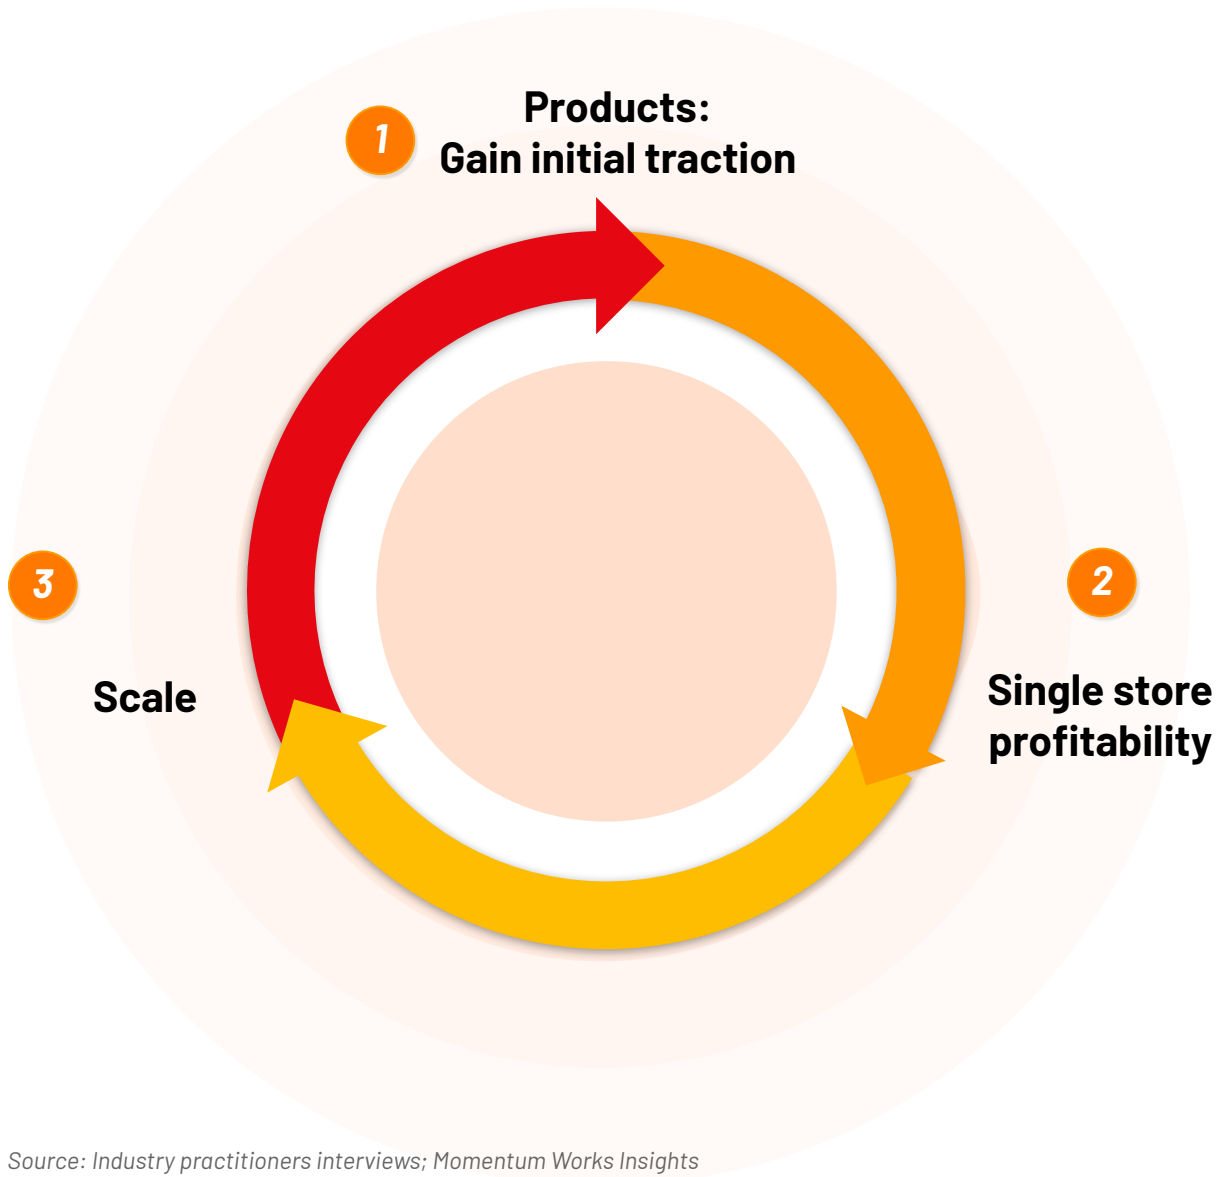 1
Products:
Gain initial traction
2
Single store
profitability
3
Scale
Source: Industry practitioners interviews; Momentum Works Insights